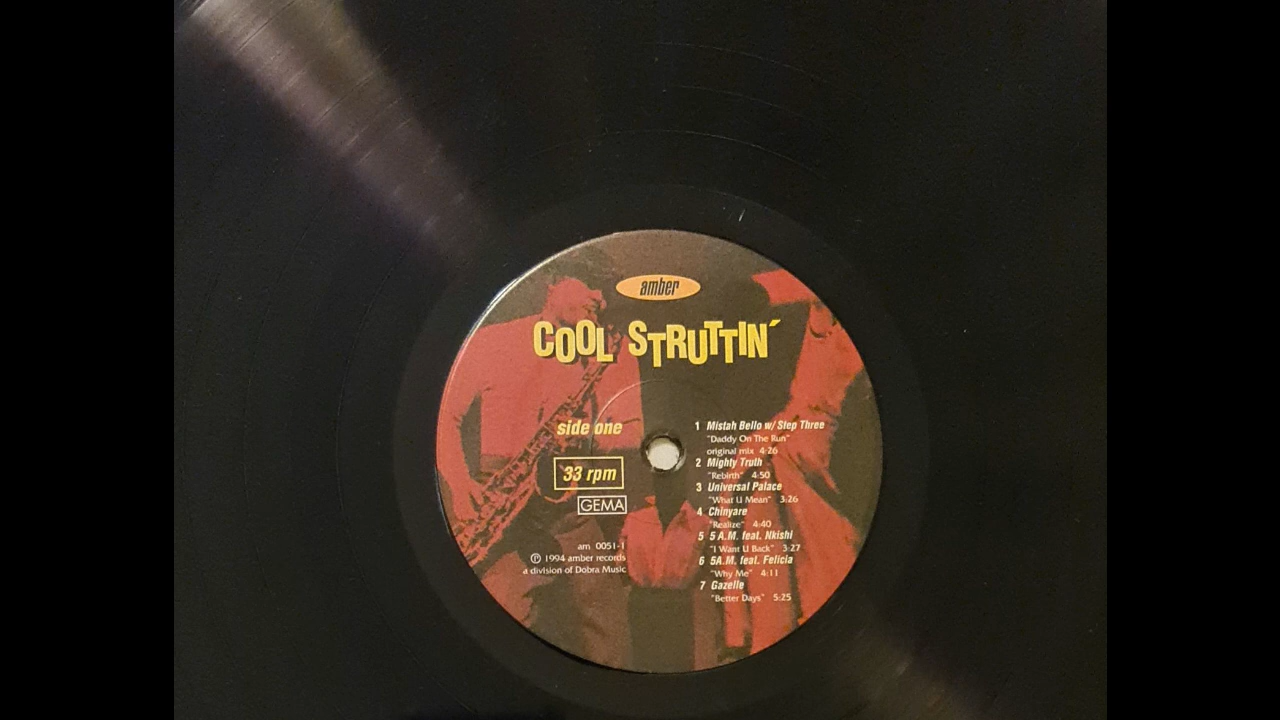 amber
COOL STRUTTIN´
side one
33 rpm
GEMA
am 0051-1
℗ 1994 amber records
a division of Dobra Music
1 Mistah Bello w/ Step Three
"Daddy On The Run"
original mix 4:26
2 Mighty Truth
"Rebirth" 4:50
3 Universal Palace
"What U Mean" 3:26
4 Chinyare
"Realize" 4:40
5 5 A.M. feat. Nkishi
"I Want U Back" 3:27
6 5A.M. feat. Felicia
"Why Me" 4:11
7 Gazelle
"Better Days" 5:25